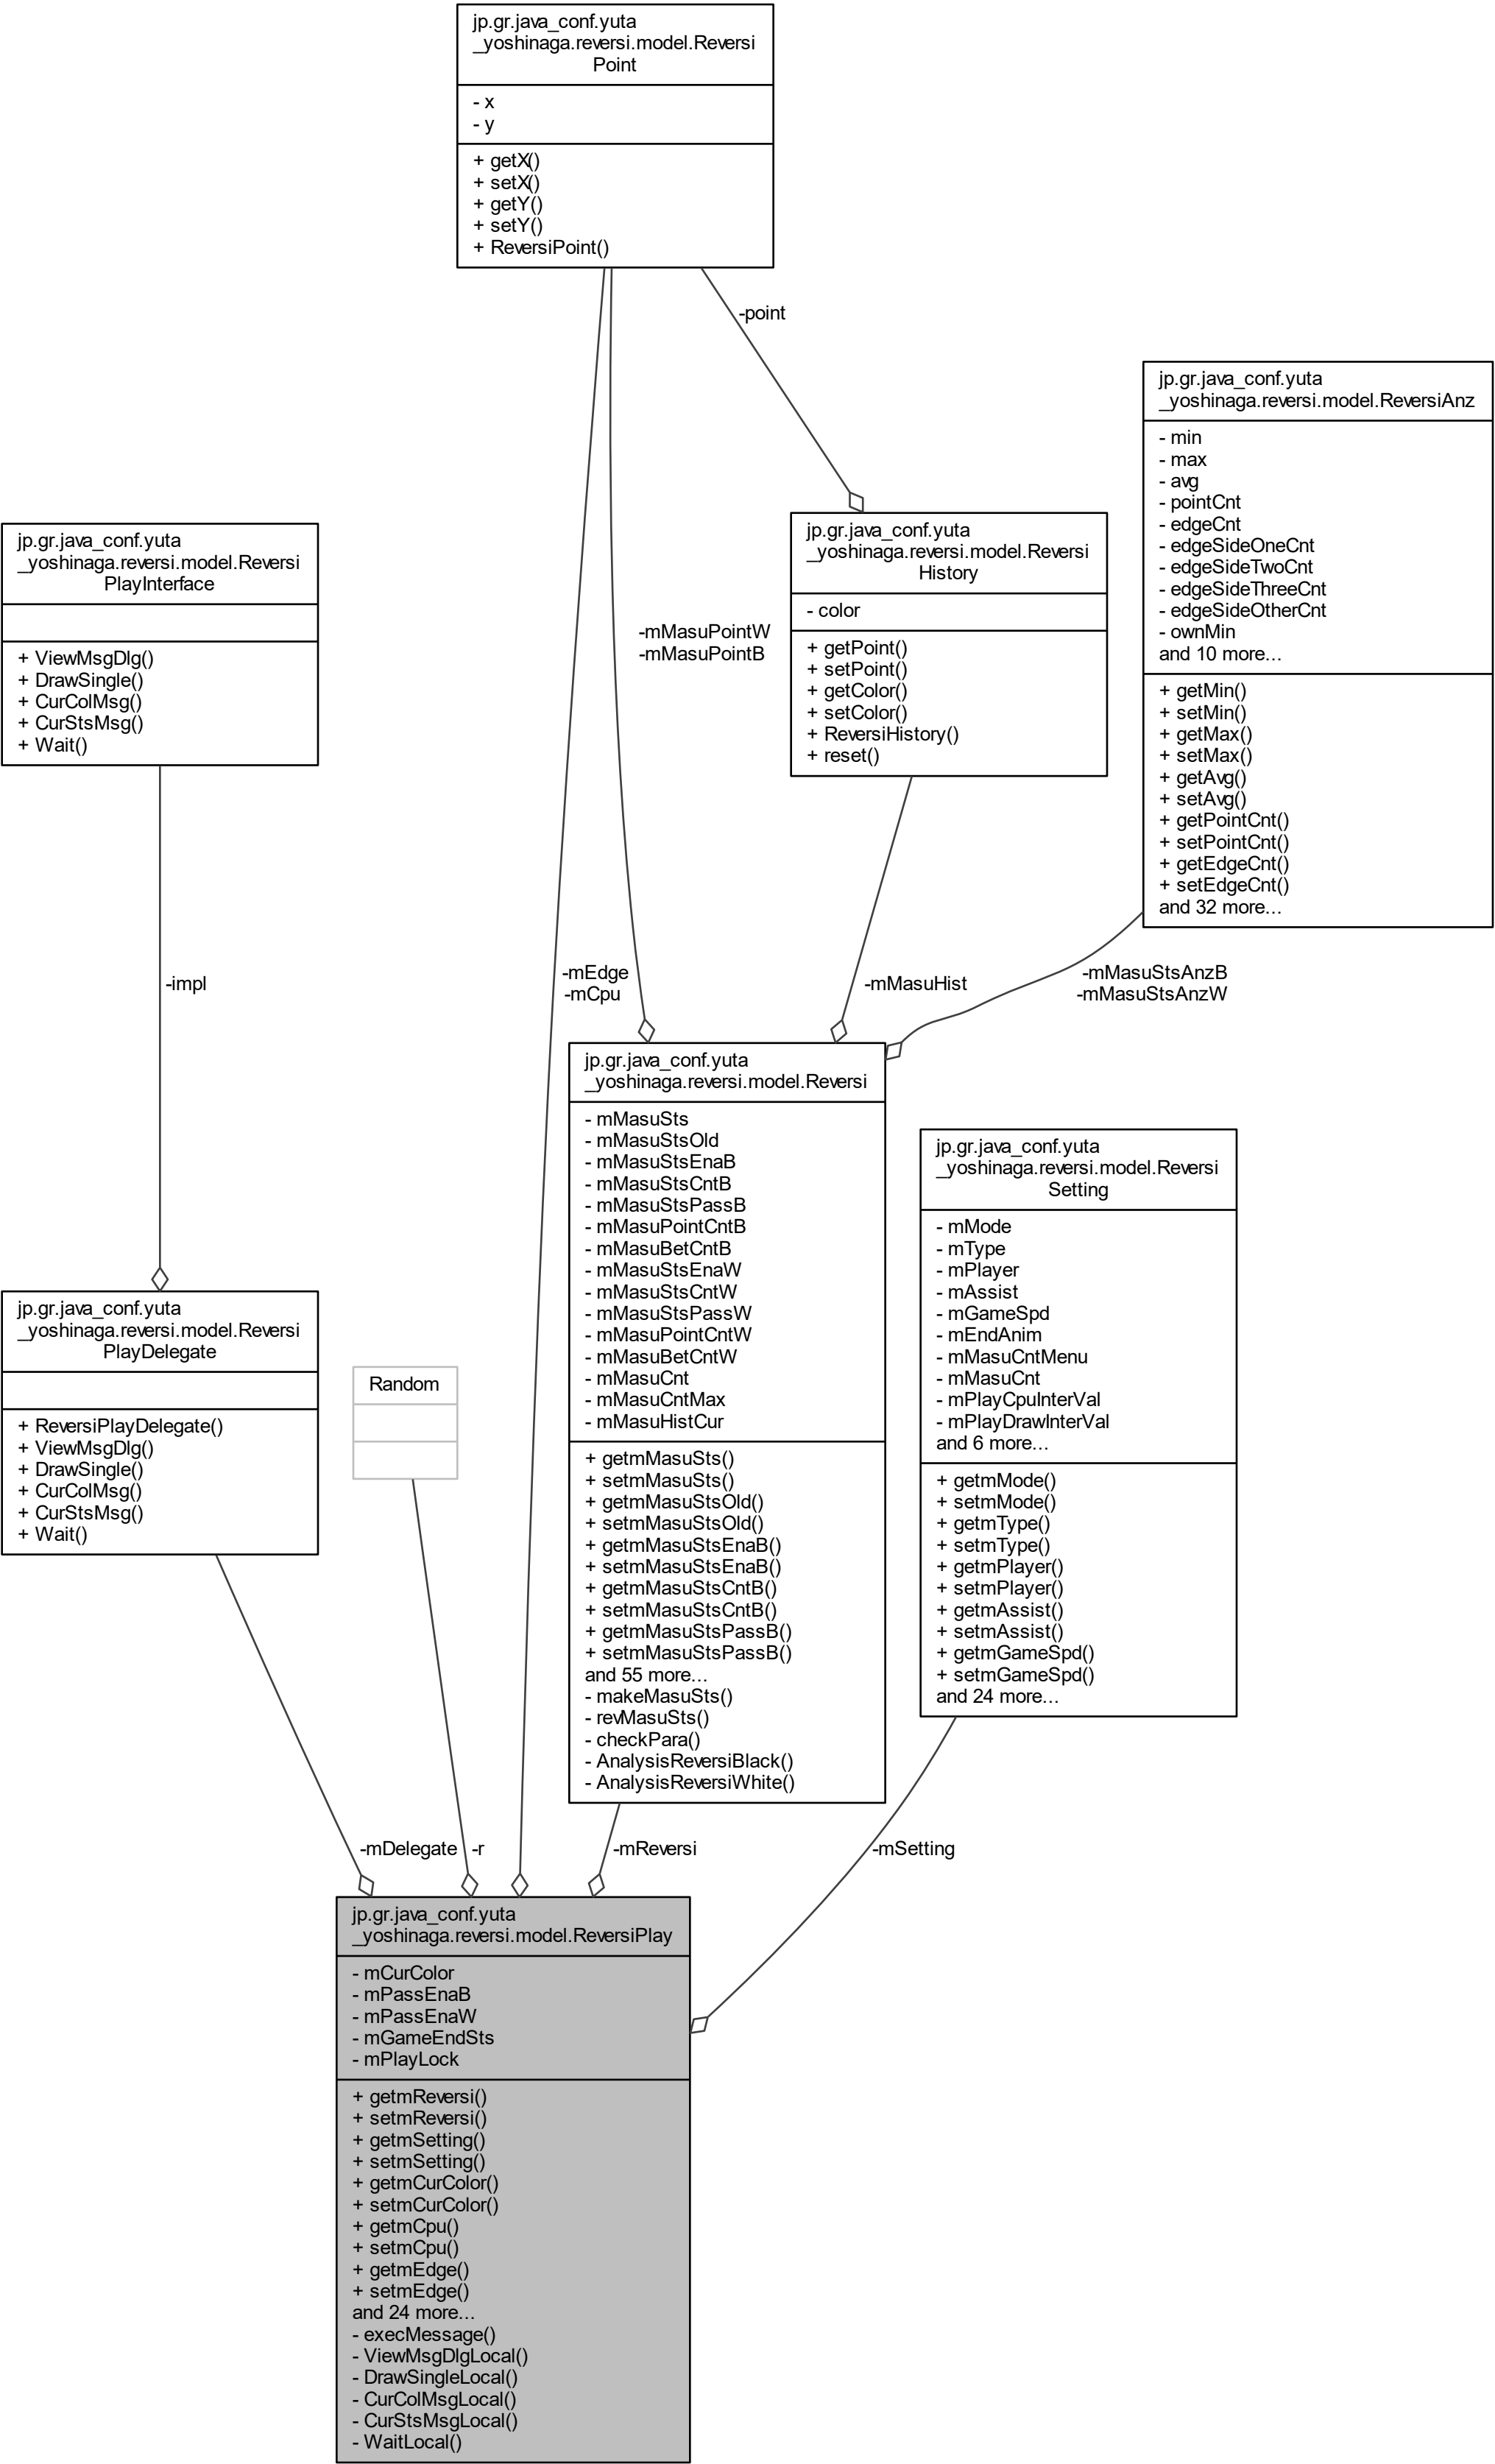 jp.gr.java_conf.yuta
_yoshinaga.reversi.model.Reversi
Point
- x
- y
+ getX()
+ setX()
+ getY()
+ setY()
+ ReversiPoint()
-point
jp.gr.java_conf.yuta
_yoshinaga.reversi.model.ReversiAnz
- min
- max
- avg
- pointCnt
- edgeCnt
- edgeSideOneCnt
- edgeSideTwoCnt
- edgeSideThreeCnt
- edgeSideOtherCnt
- ownMin
and 10 more...
+ getMin()
+ setMin()
+ getMax()
+ setMax()
+ getAvg()
+ setAvg()
+ getPointCnt()
+ setPointCnt()
+ getEdgeCnt()
+ setEdgeCnt()
and 32 more...
jp.gr.java_conf.yuta
_yoshinaga.reversi.model.Reversi
History
- color
+ getPoint()
+ setPoint()
+ getColor()
+ setColor()
+ ReversiHistory()
+ reset()
jp.gr.java_conf.yuta
_yoshinaga.reversi.model.Reversi
PlayInterface
+ ViewMsgDlg()
+ DrawSingle()
+ CurColMsg()
+ CurStsMsg()
+ Wait()
-mMasuPointW
-mMasuPointB
-impl
-mEdge
-mCpu
-mMasuHist
-mMasuStsAnzB
-mMasuStsAnzW
jp.gr.java_conf.yuta
_yoshinaga.reversi.model.Reversi
- mMasuSts
- mMasuStsOld
- mMasuStsEnaB
- mMasuStsCntB
- mMasuStsPassB
- mMasuPointCntB
- mMasuBetCntB
- mMasuStsEnaW
- mMasuStsCntW
- mMasuStsPassW
- mMasuPointCntW
- mMasuBetCntW
- mMasuCnt
- mMasuCntMax
- mMasuHistCur
+ getmMasuSts()
+ setmMasuSts()
+ getmMasuStsOld()
+ setmMasuStsOld()
+ getmMasuStsEnaB()
+ setmMasuStsEnaB()
+ getmMasuStsCntB()
+ setmMasuStsCntB()
+ getmMasuStsPassB()
+ setmMasuStsPassB()
and 55 more...
- makeMasuSts()
- revMasuSts()
- checkPara()
- AnalysisReversiBlack()
- AnalysisReversiWhite()
jp.gr.java_conf.yuta
_yoshinaga.reversi.model.Reversi
Setting
- mMode
- mType
- mPlayer
- mAssist
- mGameSpd
- mEndAnim
- mMasuCntMenu
- mMasuCnt
- mPlayCpuInterVal
- mPlayDrawInterVal
and 6 more...
+ getmMode()
+ setmMode()
+ getmType()
+ setmType()
+ getmPlayer()
+ setmPlayer()
+ getmAssist()
+ setmAssist()
+ getmGameSpd()
+ setmGameSpd()
and 24 more...
jp.gr.java_conf.yuta
_yoshinaga.reversi.model.Reversi
PlayDelegate
+ ReversiPlayDelegate()
+ ViewMsgDlg()
+ DrawSingle()
+ CurColMsg()
+ CurStsMsg()
+ Wait()
Random
-mDelegate
-r
-mReversi
-mSetting
jp.gr.java_conf.yuta
_yoshinaga.reversi.model.ReversiPlay
- mCurColor
- mPassEnaB
- mPassEnaW
- mGameEndSts
- mPlayLock
+ getmReversi()
+ setmReversi()
+ getmSetting()
+ setmSetting()
+ getmCurColor()
+ setmCurColor()
+ getmCpu()
+ setmCpu()
+ getmEdge()
+ setmEdge()
and 24 more...
- execMessage()
- ViewMsgDlgLocal()
- DrawSingleLocal()
- CurColMsgLocal()
- CurStsMsgLocal()
- WaitLocal()